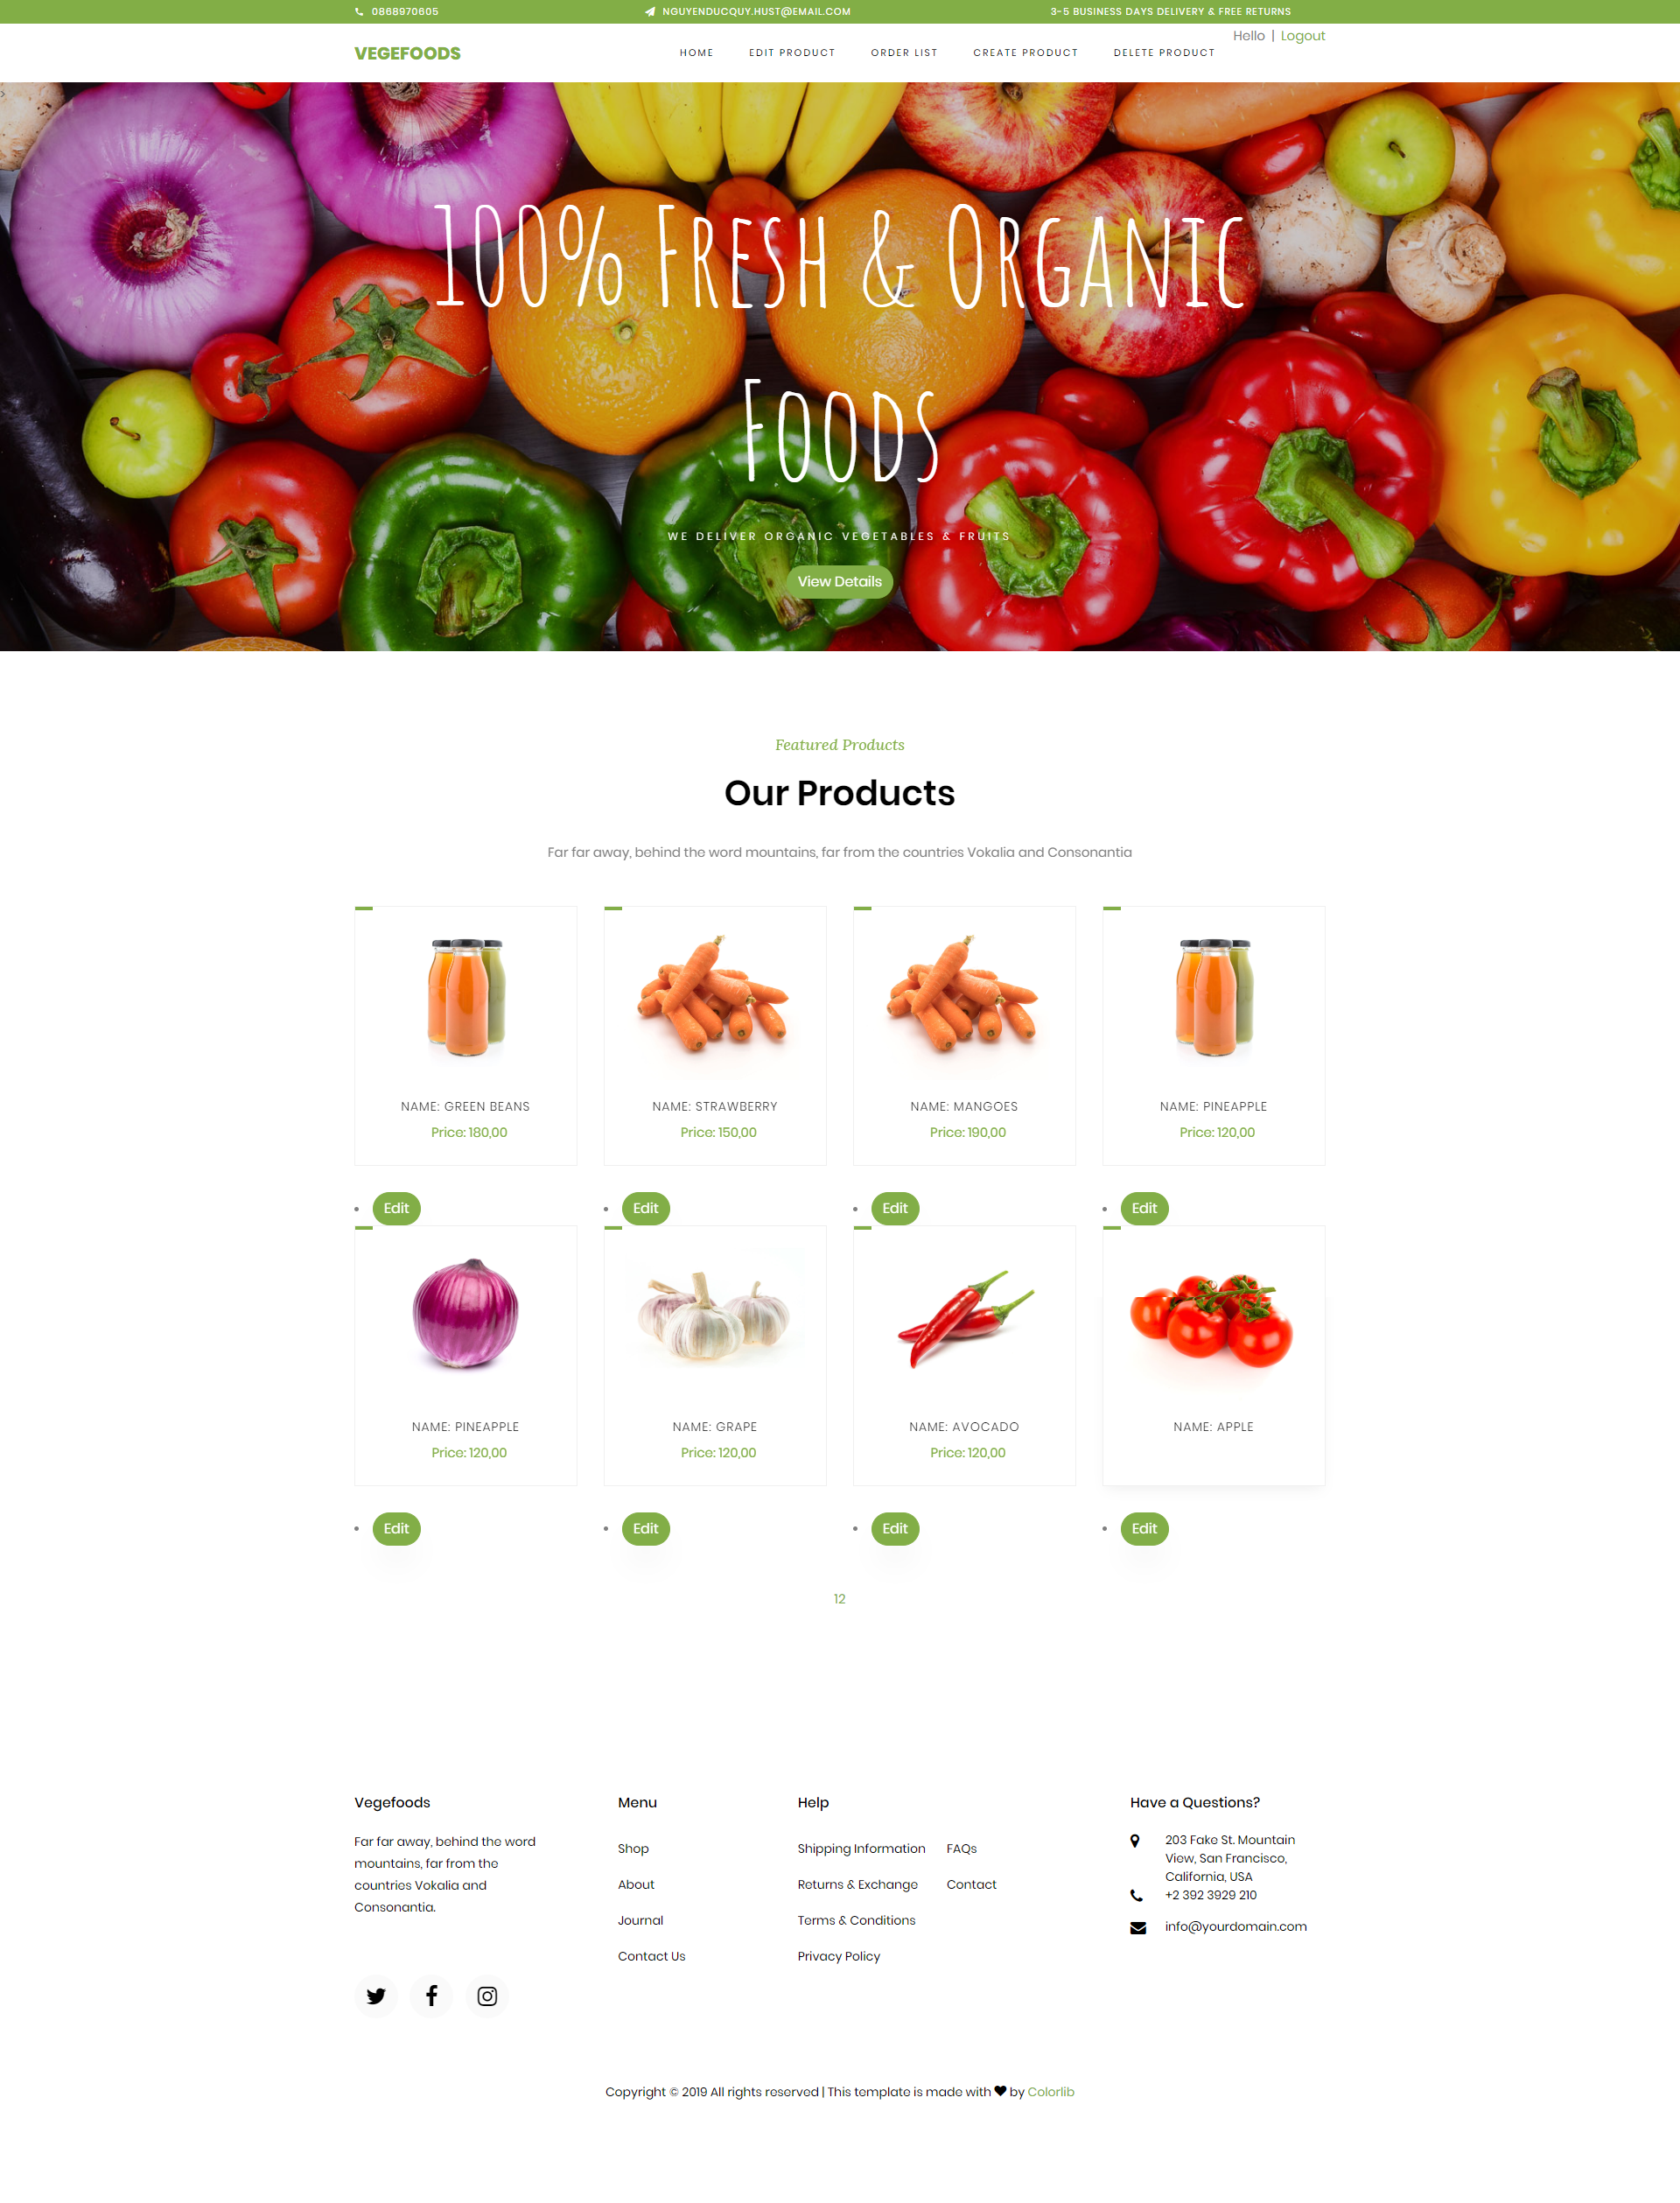 0868970605
NGUYENDUCQUY.HUST@EMAIL.COM
3-5 BUSINESS DAYS DELIVERY & FREE RETURNS
VEGEFOODS
HOME
EDIT PRODUCT
ORDER LIST
CREATE PRODUCT
DELETE PRODUCT
Hello | Logout
100% Fresh & Organic
Foods
WE DELIVER ORGANIC VEGETABLES & FRUITS
View Details
Featured Products
Our Products
Far far away, behind the word mountains, far from the countries Vokalia and Consonantia
NAME: GREEN BEANS
Price: 180,00
NAME: STRAWBERRY
Price: 150,00
NAME: MANGOES
Price: 190,00
NAME: PINEAPPLE
Price: 120,00
Edit
Edit
Edit
Edit
NAME: PINEAPPLE
Price: 120,00
NAME: GRAPE
Price: 120,00
NAME: AVOCADO
Price: 120,00
NAME: APPLE
Edit
Edit
Edit
Edit
12
Vegefoods
Far far away, behind the word
mountains, far from the
countries Vokalia and
Consonantia.
Menu
Shop
About
Journal
Contact Us
Help
Shipping Information
Returns & Exchange
Terms & Conditions
Privacy Policy
FAQs
Contact
Have a Questions?
203 Fake St. Mountain
View, San Francisco,
California, USA
+2 392 3929 210
info@yourdomain.com
Copyright © 2019 All rights reserved | This template is made with ♥ by Colorlib